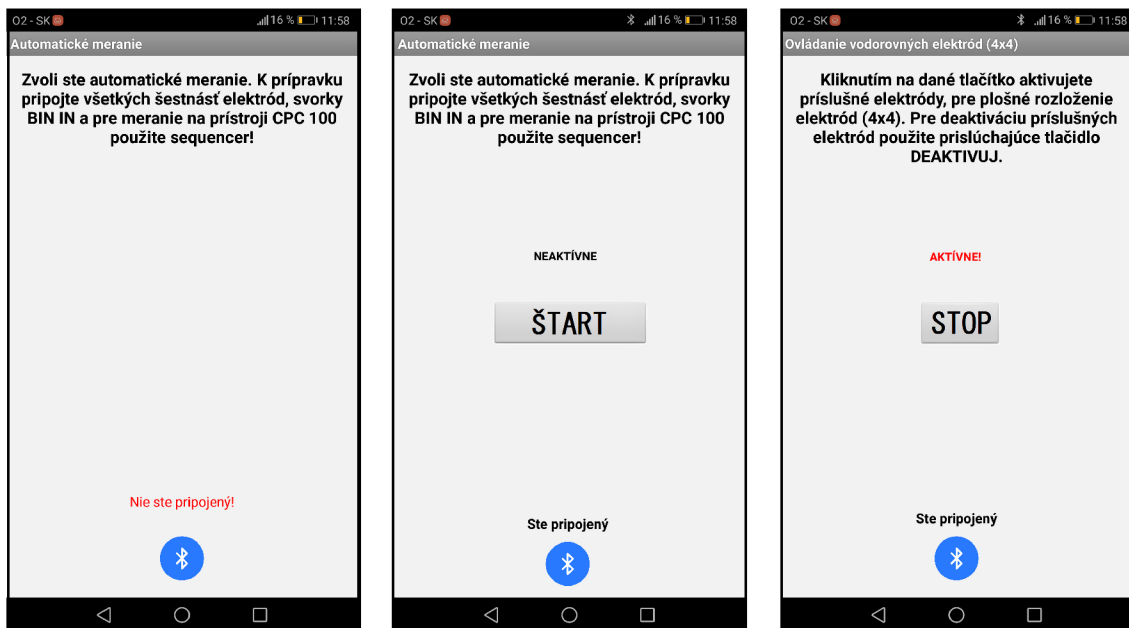 O2 - SK 16 % 11:58
Automatické meranie
Zvoli ste automatické meranie. K prípravku
pripojte všetkých šestnásť elektród, svorky
BIN IN a pre meranie na prístroji CPC 100
použite sequencer!
Nie ste pripojený!
O2 - SK 16 % 11:58
Automatické meranie
Zvoli ste automatické meranie. K prípravku
pripojte všetkých šestnásť elektród, svorky
BIN IN a pre meranie na prístroji CPC 100
použite sequencer!
NEAKTÍVNE
ŠTART
Ste pripojený
O2 - SK 16 % 11:58
Ovládanie vodorovných elektród (4x4)
Kliknutím na dané tlačítko aktivujete
príslušné elektródy, pre plošné rozloženie
elektród (4x4). Pre deaktiváciu príslušných
elektród použite prislúchajúce tlačidlo
DEAKTIVUJ.
AKTÍVNE!
STOP
Ste pripojený